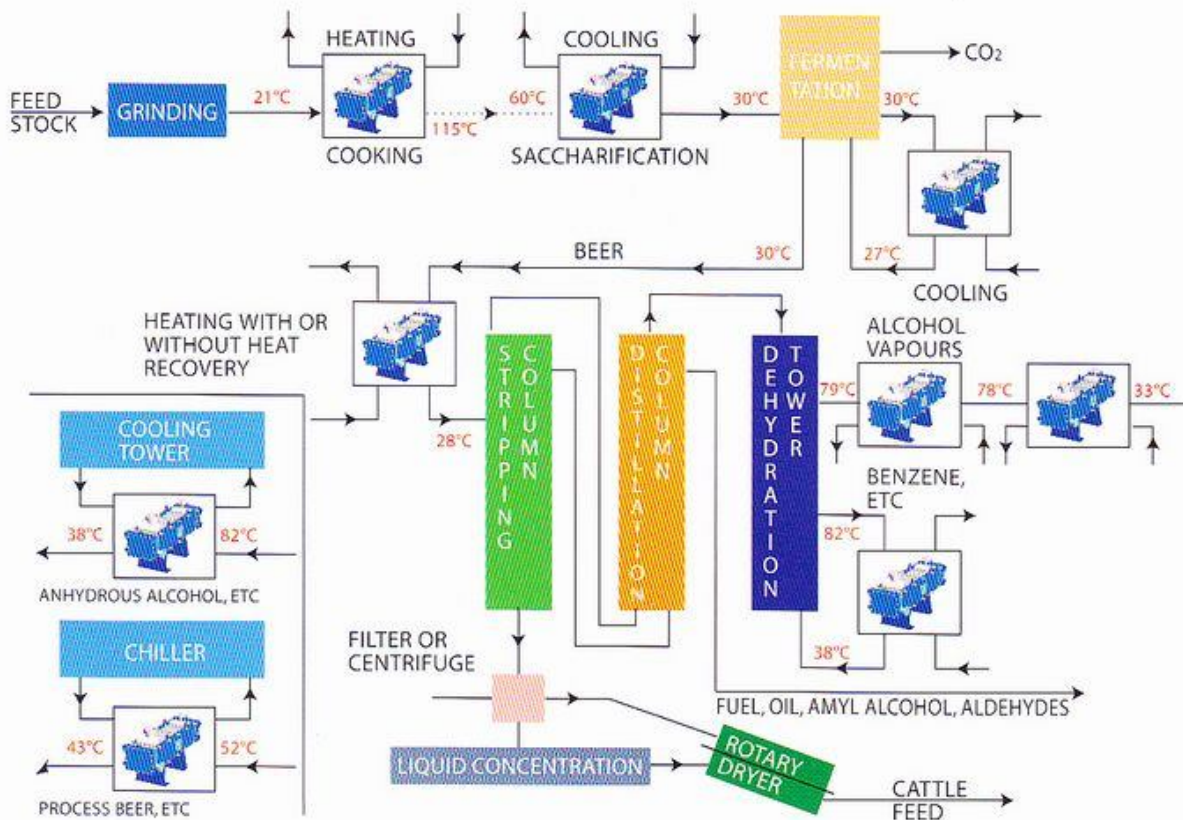 HEATING
COOLING
FERMEN
TATION
CO2
FEED
STOCK
GRINDING
21°C
60°C
30°C
30°C
115°C
COOKING
SACCHARIFICATION
BEER
30°C
27°C
COOLING
HEATING WITH OR
WITHOUT HEAT
RECOVERY
28°C
STRIPPING
COLUMN
DISTILLATION
COLUMN
DEHYDRATION
TOWER
ALCOHOL
VAPOURS
79°C
78°C
33°C
BENZENE,
ETC
82°C
38°C
COOLING
TOWER
38°C
82°C
ANHYDROUS ALCOHOL, ETC
CHILLER
43°C
52°C
PROCESS BEER, ETC
FILTER OR
CENTRIFUGE
FUEL, OIL, AMYL ALCOHOL, ALDEHYDES
LIQUID CONCENTRATION
ROTARY
DRYER
CATTLE
FEED